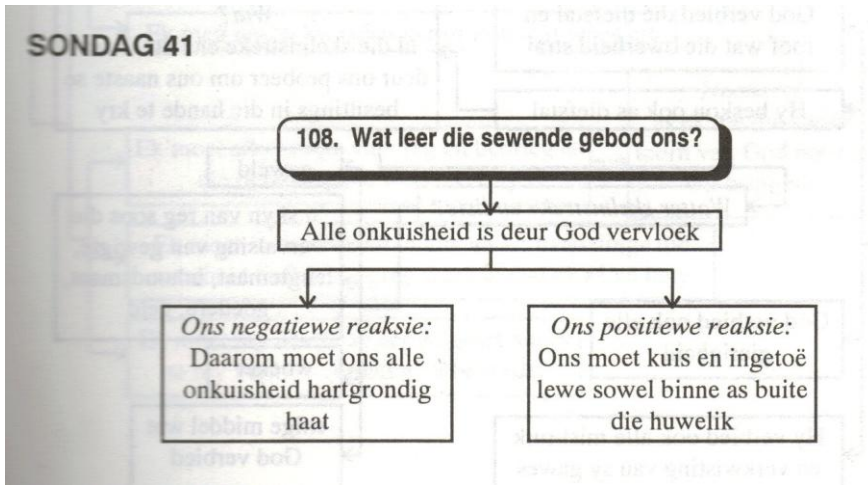 SONDAG 41
108. Wat leer die sewende gebod ons?
Alle onkuisheid is deur God vervloek
Ons negatiewe reaksie:
Daarom moet ons alle
onkuisheid hartgrondig
haat
Ons positiewe reaksie:
Ons moet kuis en ingetoë
lewe sowel binne as buite
die huwelik